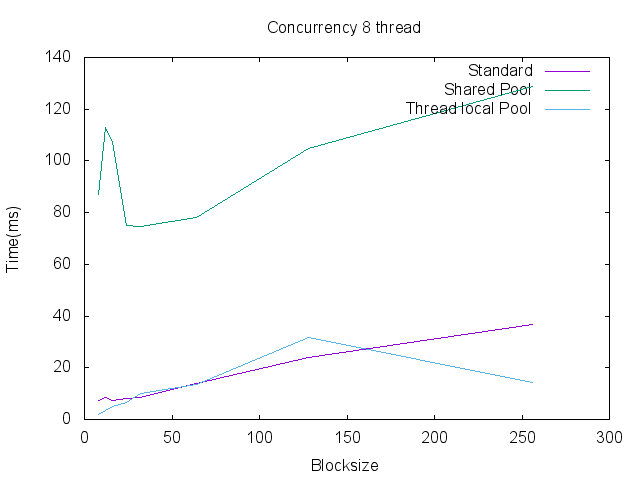 Concurrency 8 thread
Standard
Shared Pool
Thread local Pool
140
120
100
80
60
40
20
0
Time(ms)
0 50 100 150 200 250 300
Blocksize